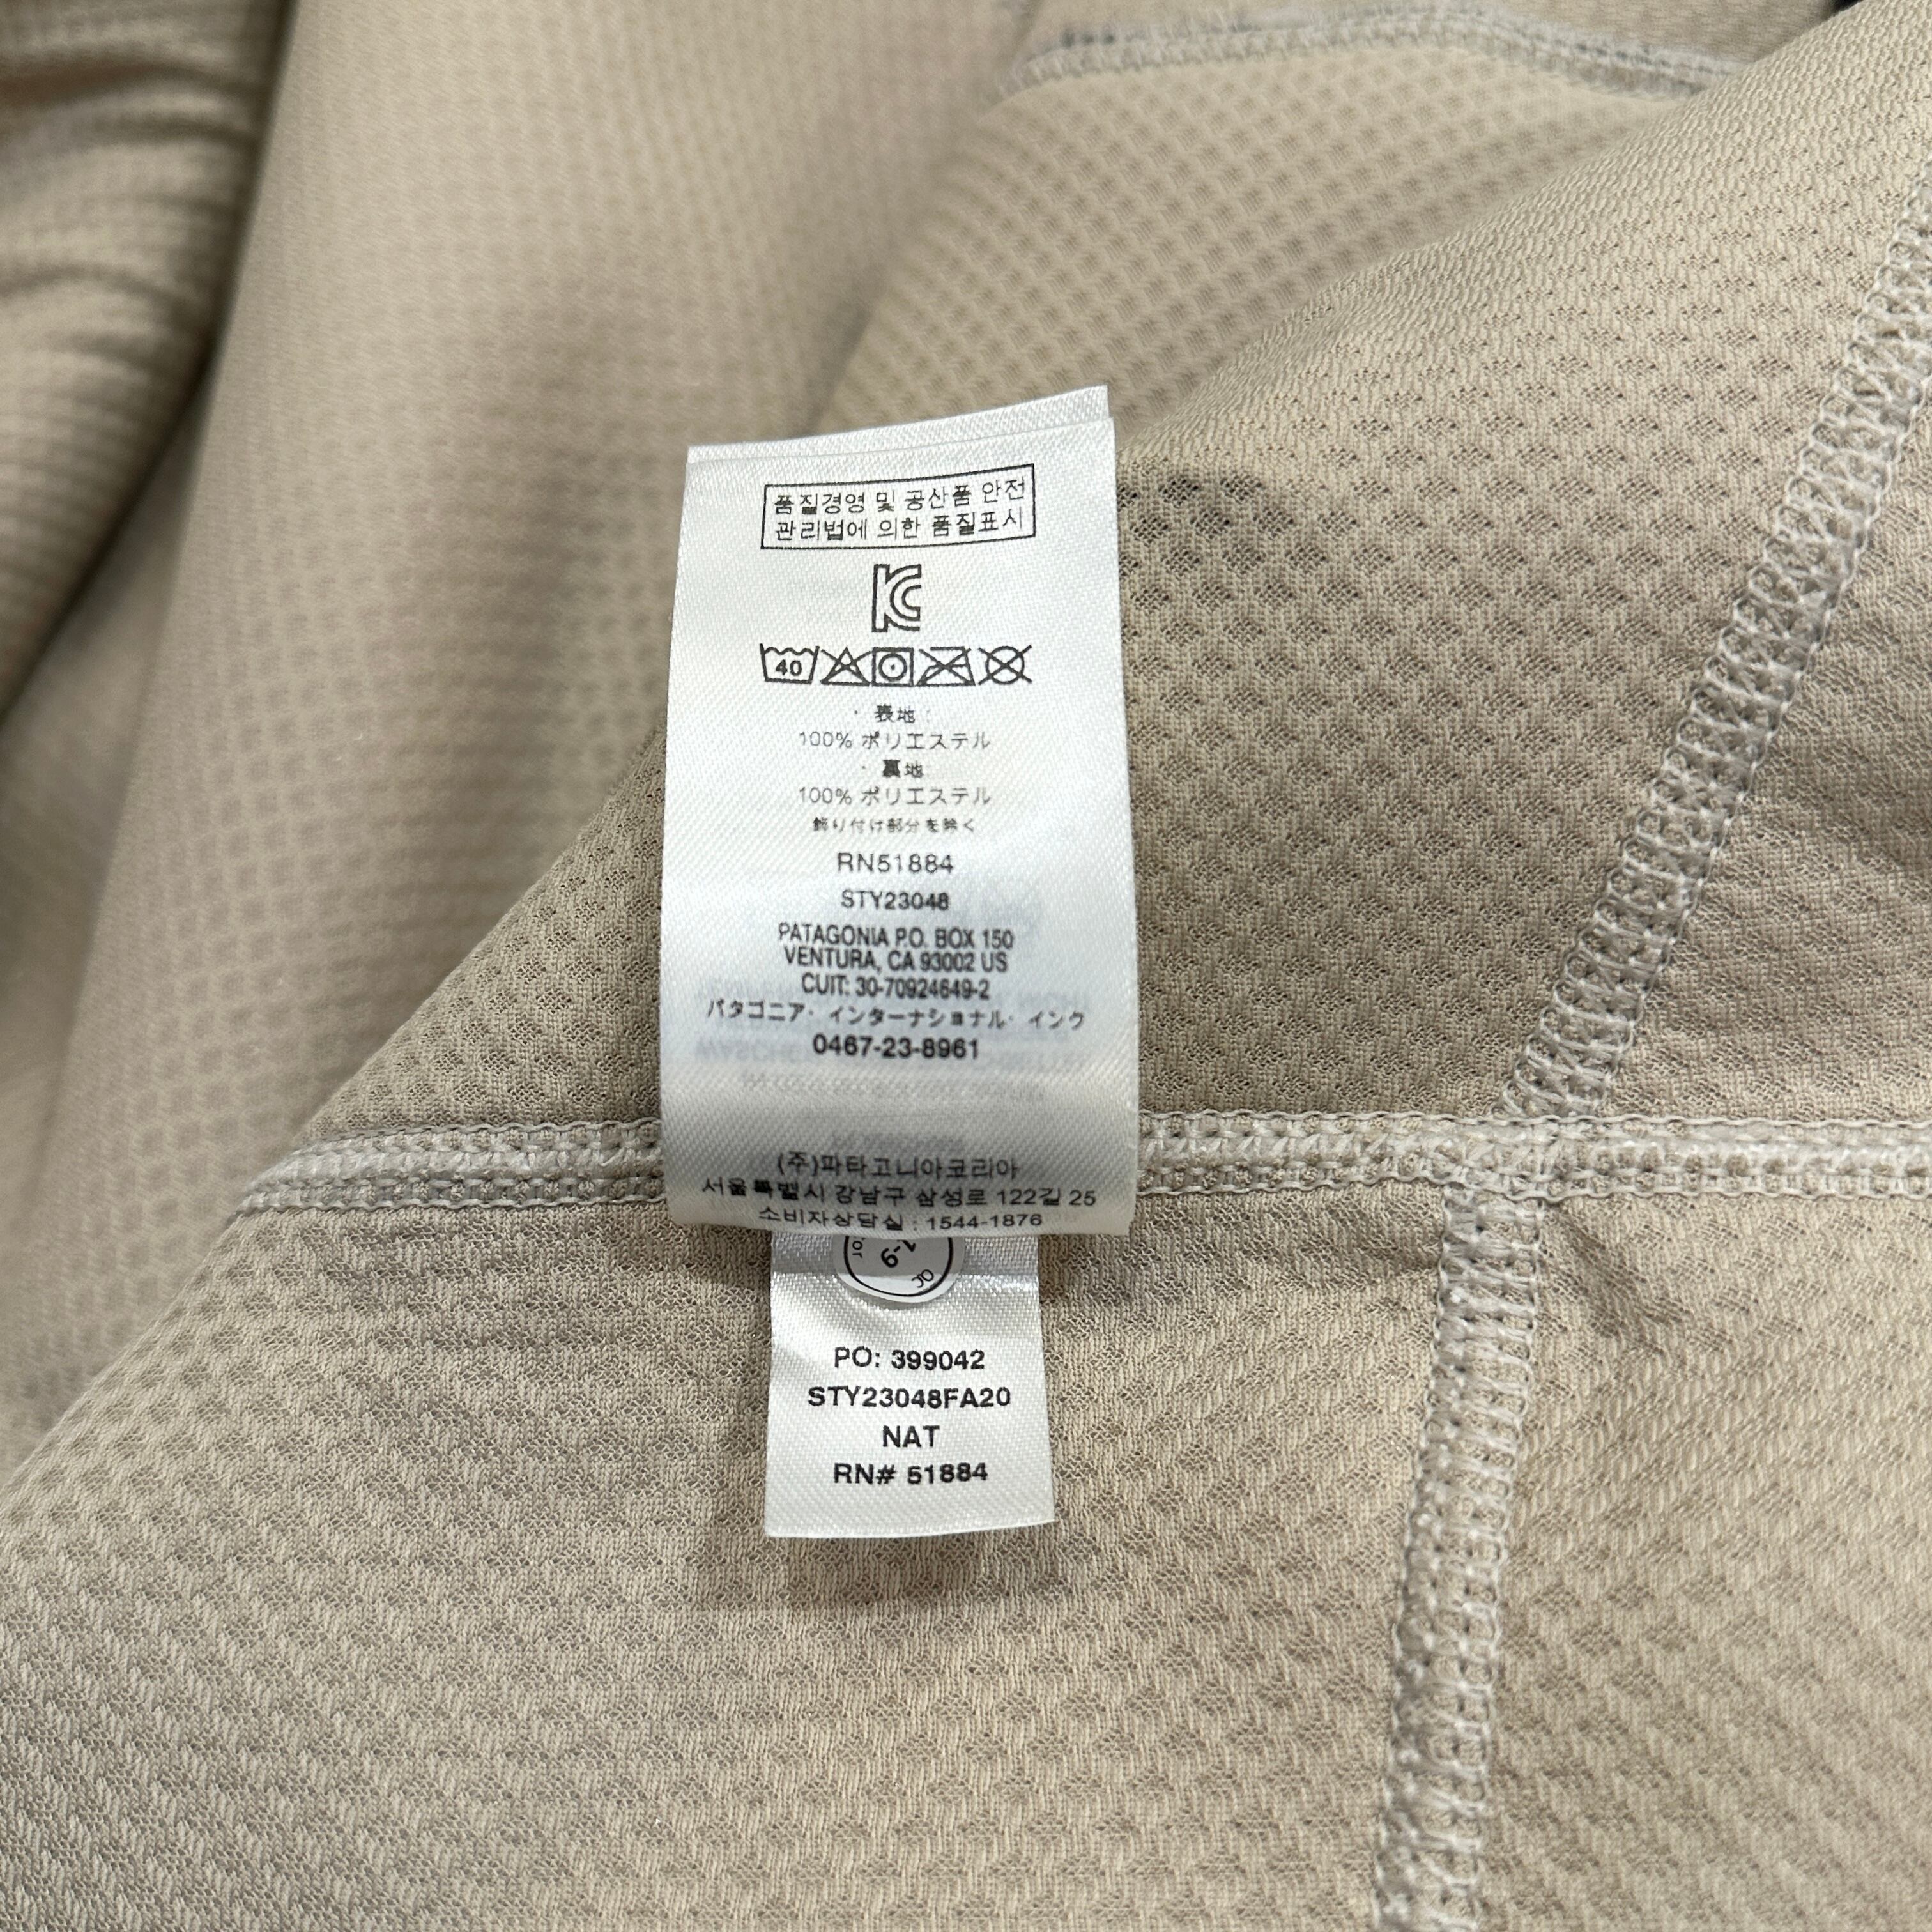 품질경영 및 공산품 안전
관리법에 의한 품질표시
40
· 表地 :
100% ポリエステル
· 裏地
100% ポリエステル
飾り付け部分を除く
RN51884
STY23048
PATAGONIA P.O. BOX 150
VENTURA, CA 93002 US
CUIT: 30-70924649-2
パタゴニア· インターナショナル· インク
0467-23-8961
(주)파타고니아코리아
서울특별시 강남구 삼성로 122길 25
소비자상담실 : 1544-1876
QC
PO: 399042
STY23048FA20
NAT
RN# 51884